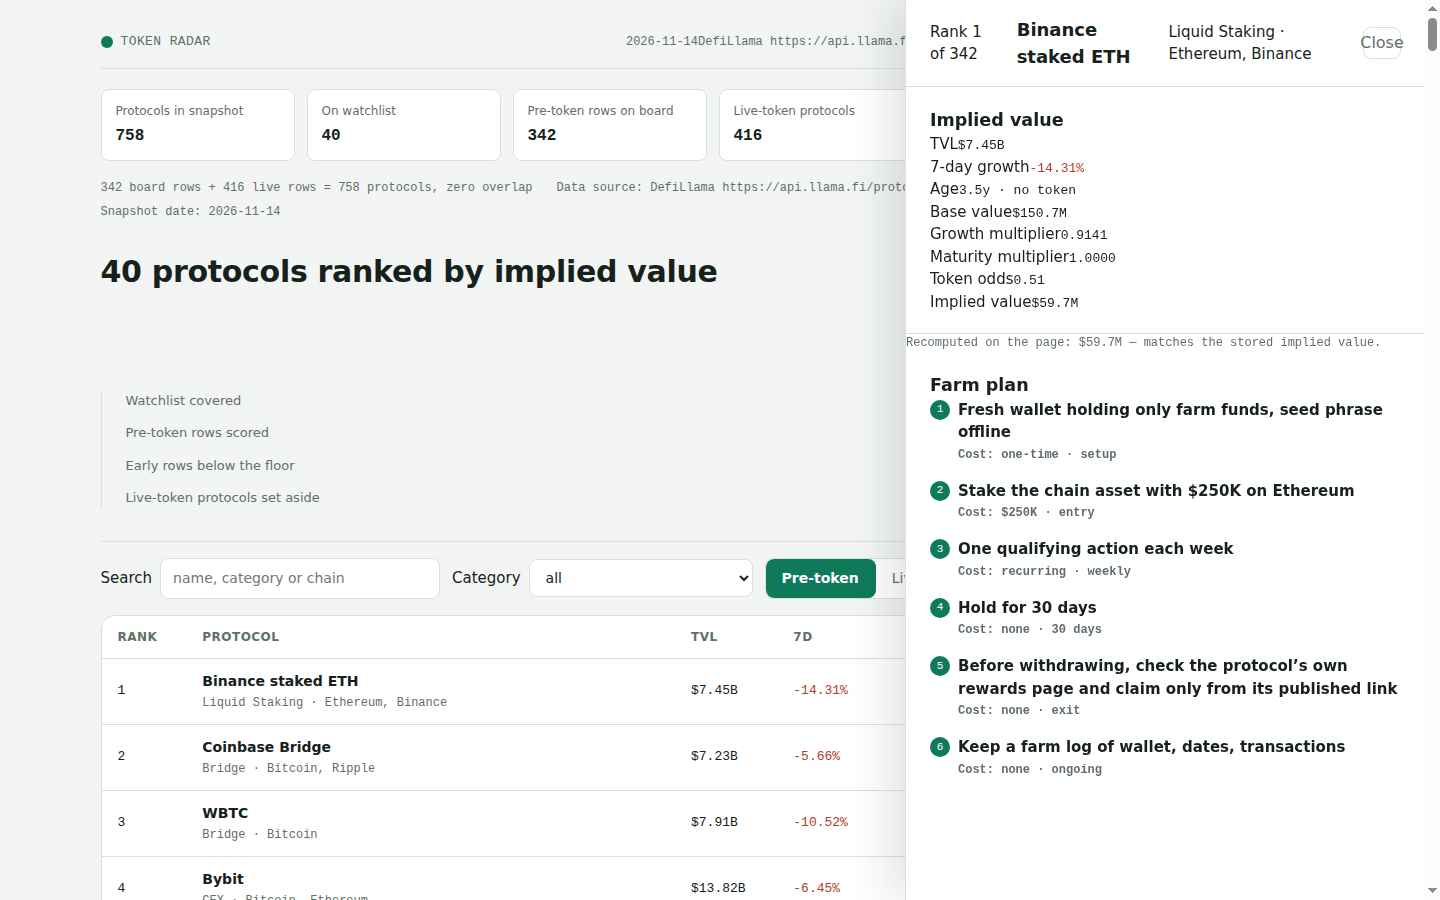 TOKEN RADAR
2026-11-14DefiLlama https://api.llama.f
Protocols in snapshot
758
On watchlist
40
Pre-token rows on board
342
Live-token protocols
416
342 board rows + 416 live rows = 758 protocols, zero overlap
Data source: DefiLlama https://api.llama.fi/proto
Snapshot date: 2026-11-14
40 protocols ranked by implied value
Watchlist covered
Pre-token rows scored
Early rows below the floor
Live-token protocols set aside
Search
name, category or chain
Category
all
Pre-token
Li
RANK PROTOCOL TVL 7D
1 Binance staked ETH $7.45B -14.31%
Liquid Staking · Ethereum, Binance
2 Coinbase Bridge $7.23B -5.66%
Bridge · Bitcoin, Ripple
3 WBTC $7.91B -10.52%
Bridge · Bitcoin
4 Bybit $13.82B -6.45%
CEX · Bitcoin, Ethereum
Rank 1
of 342
Binance
staked ETH
Liquid Staking ·
Ethereum, Binance
Close
Implied value
TVL$7.45B
7-day growth-14.31%
Age3.5y · no token
Base value$150.7M
Growth multiplier0.9141
Maturity multiplier1.0000
Token odds0.51
Implied value$59.7M
Recomputed on the page: $59.7M — matches the stored implied value.
Farm plan
1 Fresh wallet holding only farm funds, seed phrase
offline
Cost: one-time · setup
2 Stake the chain asset with $250K on Ethereum
Cost: $250K · entry
3 One qualifying action each week
Cost: recurring · weekly
4 Hold for 30 days
Cost: none · 30 days
5 Before withdrawing, check the protocol’s own
rewards page and claim only from its published link
Cost: none · exit
6 Keep a farm log of wallet, dates, transactions
Cost: none · ongoing